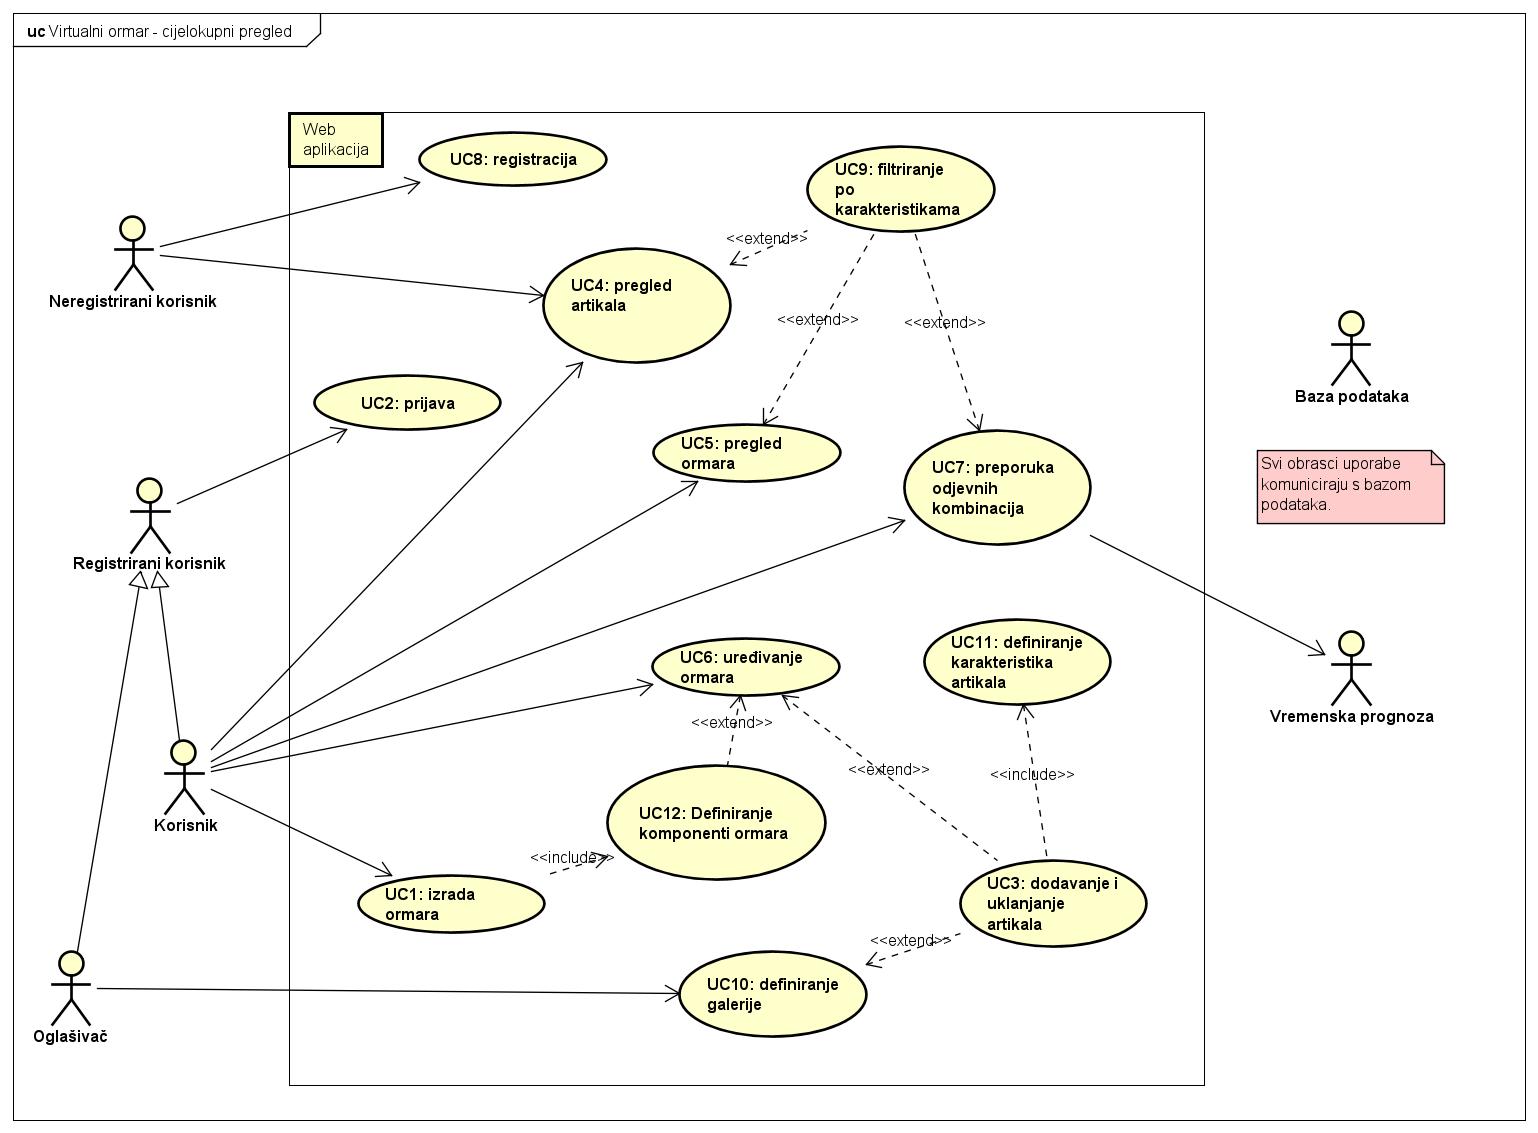 uc Virtualni ormar - cijelokupni pregled
Web
aplikacija
UC8: registracija
UC9: filtriranje
po
karakteristikama
<<extend>>
Neregistrirani korisnik
UC4: pregled
artikala
<<extend>>
<<extend>>
Baza podataka
UC2: prijava
UC5: pregled
ormara
UC7: preporuka
odjevnih
kombinacija
Svi obrasci uporabe
komuniciraju s bazom
podataka.
Registrirani korisnik
UC6: uređivanje
ormara
UC11: definiranje
karakteristika
artikala
Vremenska prognoza
<<extend>>
<<extend>>
<<include>>
Korisnik
UC12: Definiranje
komponenti ormara
<<include>>
UC1: izrada
ormara
UC3: dodavanje i
uklanjanje
artikala
<<extend>>
UC10: definiranje
galerije
Oglašivač